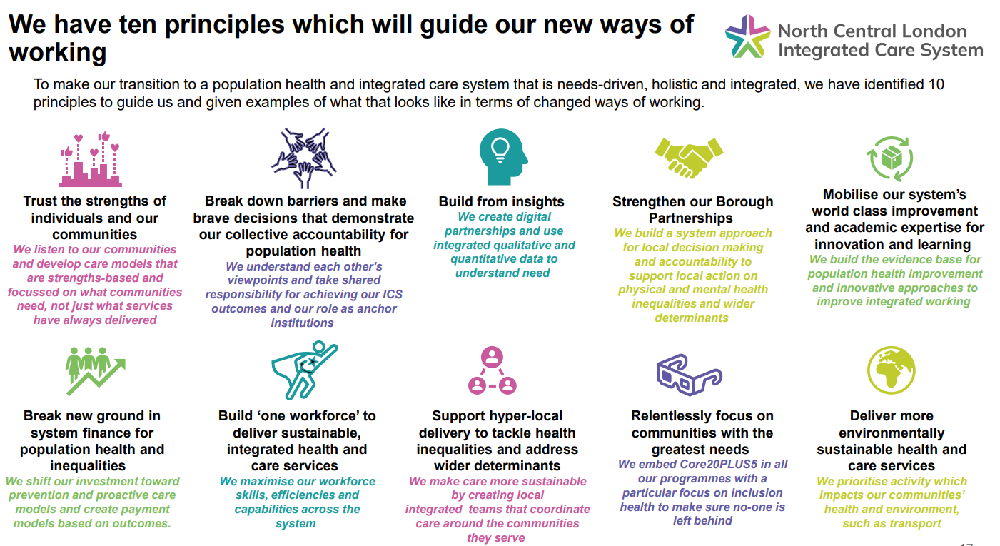 We have ten principles which will guide our new ways of
working
North Central London
Integrated Care System
To make our transition to a population health and integrated care system that is needs-driven, holistic and integrated, we have identified 10
principles to guide us and given examples of what that looks like in terms of changed ways of working.
Trust the strengths of
individuals and our
communities
We listen to our communities
and develop care models that
are strengths-based and
focussed on what communities
need, not just what services
have always delivered
Break down barriers and make
brave decisions that demonstrate
our collective accountability for
population health
We understand each other's
viewpoints and take shared
responsibility for achieving our ICS
outcomes and our role as anchor
institutions
Build from insights
We create digital
partnerships and use
integrated qualitative and
quantitative data to
understand need
Strengthen our Borough
Partnerships
We build a system approach
for local decision making
and accountability to
support local action on
physical and mental health
inequalities and wider
determinants
Mobilise our system’s
world class improvement
and academic expertise for
innovation and learning
We build the evidence base for
population health improvement
and innovative approaches to
improve integrated working
Break new ground in
system finance for
population health and
inequalities
We shift our investment toward
prevention and proactive care
models and create payment
models based on outcomes.
Build ‘one workforce’ to
deliver sustainable,
integrated health and
care services
We maximise our workforce
skills, efficiencies and
capabilities across the
system
Support hyper-local
delivery to tackle health
inequalities and address
wider determinants
We make care more sustainable
by creating local
integrated teams that coordinate
care around the communities
they serve
Relentlessly focus on
communities with the
greatest needs
We embed Core20PLUS5 in all
our programmes with a
particular focus on inclusion
health to make sure no-one is
left behind
Deliver more
environmentally
sustainable health and
care services
We prioritise activity which
impacts our communities’
health and environment,
such as transport